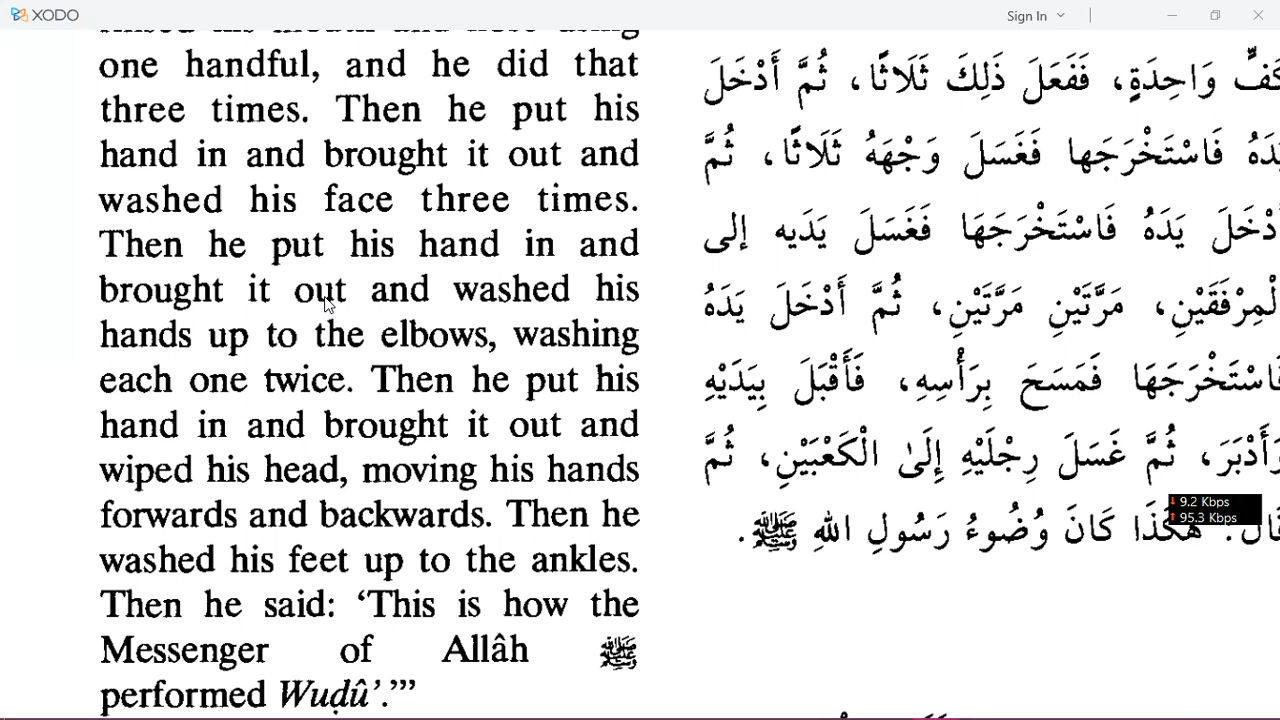 XODO
Sign In
one handful, and he did that
three times. Then he put his
hand in and brought it out and
washed his face three times.
Then he put his hand in and
brought it out and washed his
hands up to the elbows, washing
each one twice. Then he put his
hand in and brought it out and
wiped his head, moving his hands
forwards and backwards. Then he
washed his feet up to the ankles.
Then he said: ‘This is how the
Messenger of Allâh ﷺ
performed Wuḍû’.’”
كَفٍّ وَاحِدَةٍ، فَفَعَلَ ذَلِكَ ثَلَاثًا، ثُمَّ أَدْخَلَ
يَدَهُ فَاسْتَخْرَجَها فَغَسَلَ وَجْهَهُ ثَلَاثًا، ثُمَّ
أَدْخَلَ يَدَهُ فَاسْتَخْرَجَهَا فَغَسَلَ يَدَيه إلى
الْمِرْفَقَيْنِ، مَرَّتَيْنِ مَرَّتَيْنِ، ثُمَّ أَدْخَلَ يَدَهُ
فَاسْتَخْرَجَهَا فَمَسَحَ بِرَأْسِهِ، فَأَقْبَلَ بِيَدَيْهِ
وَأَدْبَرَ، ثُمَّ غَسَلَ رِجْلَيْهِ إِلَىٰ الْكَعْبَيْنِ، ثُمَّ
قَالَ: هَكَذَا كَانَ وُضُوءُ رَسُولِ اللهِ ﷺ.
9.2 Kbps
95.3 Kbps